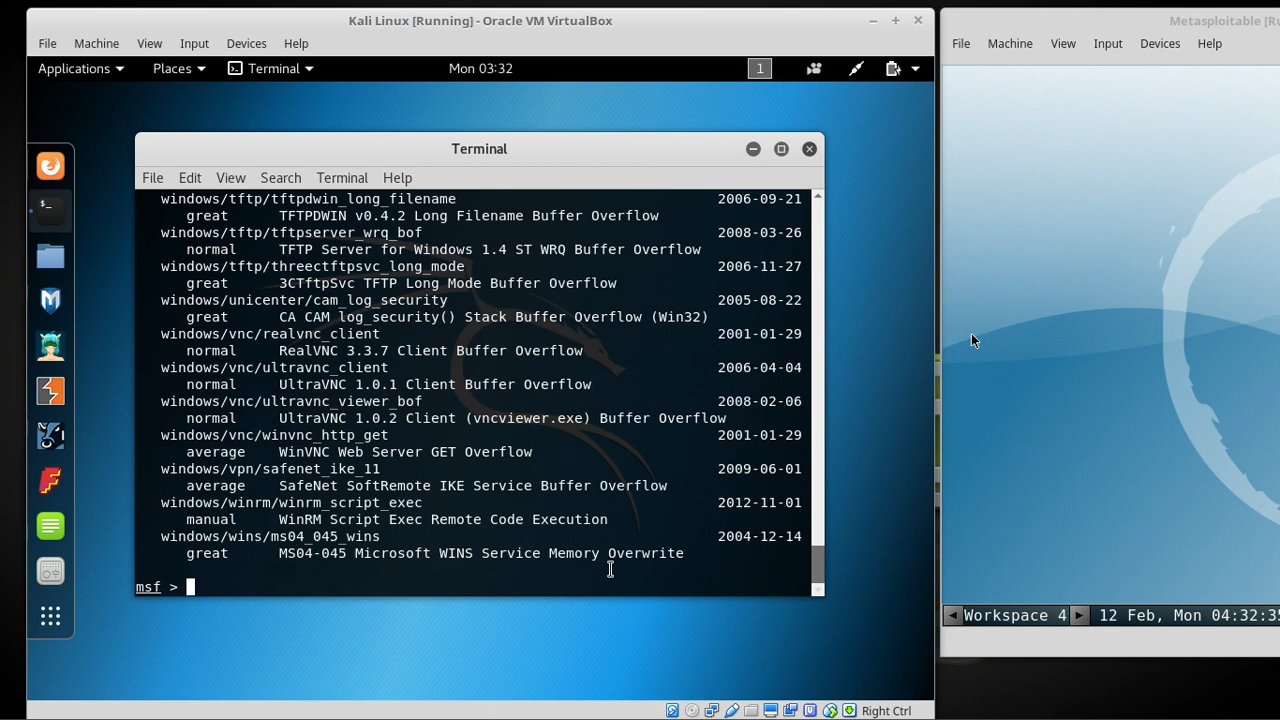 Kali Linux [Running] - Oracle VM VirtualBox
File Machine View Input Devices Help
Applications Places Terminal Mon 03:32 1
Terminal
File Edit View Search Terminal Help
windows/tftp/tftpdwin_long_filename 2006-09-21
great TFTPDWIN v0.4.2 Long Filename Buffer Overflow
windows/tftp/tftpserver_wrq_bof 2008-03-26
normal TFTP Server for Windows 1.4 ST WRQ Buffer Overflow
windows/tftp/threectftpsvc_long_mode 2006-11-27
great 3CTftpSvc TFTP Long Mode Buffer Overflow
windows/unicenter/cam_log_security 2005-08-22
great CA CAM log_security() Stack Buffer Overflow (Win32)
windows/vnc/realvnc_client 2001-01-29
normal RealVNC 3.3.7 Client Buffer Overflow
windows/vnc/ultravnc_client 2006-04-04
normal UltraVNC 1.0.1 Client Buffer Overflow
windows/vnc/ultravnc_viewer_bof 2008-02-06
normal UltraVNC 1.0.2 Client (vncviewer.exe) Buffer Overflow
windows/vnc/winvnc_http_get 2001-01-29
average WinVNC Web Server GET Overflow
windows/vpn/safenet_ike_11 2009-06-01
average SafeNet SoftRemote IKE Service Buffer Overflow
windows/winrm/winrm_script_exec 2012-11-01
manual WinRM Script Exec Remote Code Execution
windows/wins/ms04_045_wins 2004-12-14
great MS04-045 Microsoft WINS Service Memory Overwrite
msf >
Right Ctrl
Metasploitable [Ru
File Machine View Input Devices Help
Workspace 4 12 Feb, Mon 04:32:35